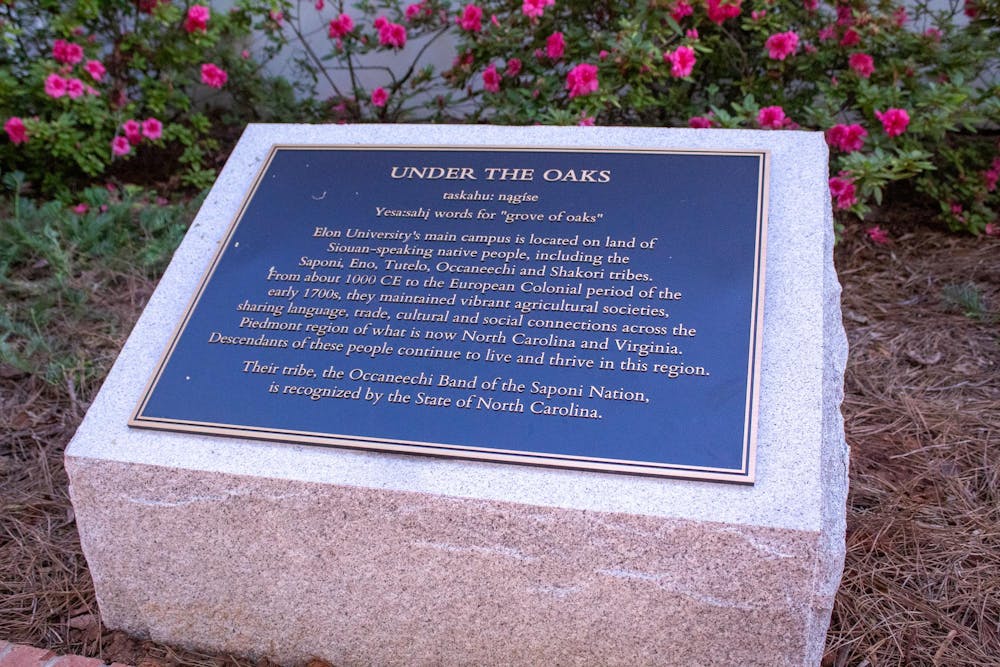 UNDER THE OAKS
taskahu: nągíse
Yesa:sahį words for "grove of oaks"
Elon University's main campus is located on land of
Siouan-speaking native people, including the
Saponi, Eno, Tutelo, Occaneechi and Shakori tribes.
From about 1000 CE to the European Colonial period of the
early 1700s, they maintained vibrant agricultural societies,
sharing language, trade, cultural and social connections across the
Piedmont region of what is now North Carolina and Virginia.
Descendants of these people continue to live and thrive in this region.
Their tribe, the Occaneechi Band of the Saponi Nation,
is recognized by the State of North Carolina.